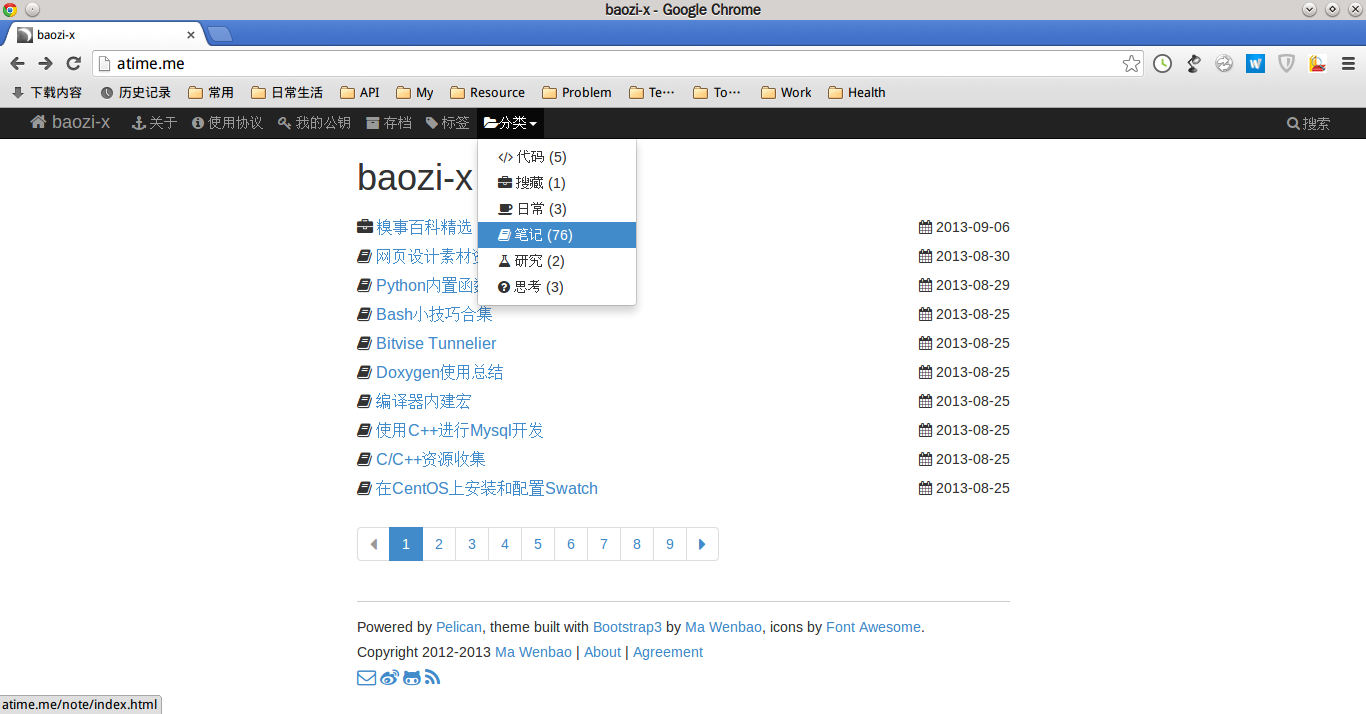 baozi-x - Google Chrome
baozi-x
atime.me
下载内容 历史记录 常用 日常生活 API My Resource Problem Te··· To··· Work Health
baozi-x 关于 使用协议 我的公钥 存档 标签 分类 搜索
代码 (5)
搜藏 (1)
日常 (3)
笔记 (76)
研究 (2)
思考 (3)
baozi-x
糗事百科精选 2013-09-06
网页设计素材 2013-08-30
Python内置函 2013-08-29
Bash小技巧合集 2013-08-25
Bitvise Tunnelier 2013-08-25
Doxygen使用总结 2013-08-25
编译器内建宏 2013-08-25
使用C++进行Mysql开发 2013-08-25
C/C++资源收集 2013-08-25
在CentOS上安装和配置Swatch 2013-08-25
1 2 3 4 5 6 7 8 9
Powered by Pelican, theme built with Bootstrap3 by Ma Wenbao, icons by Font Awesome.
Copyright 2012-2013 Ma Wenbao | About | Agreement
atime.me/note/index.html